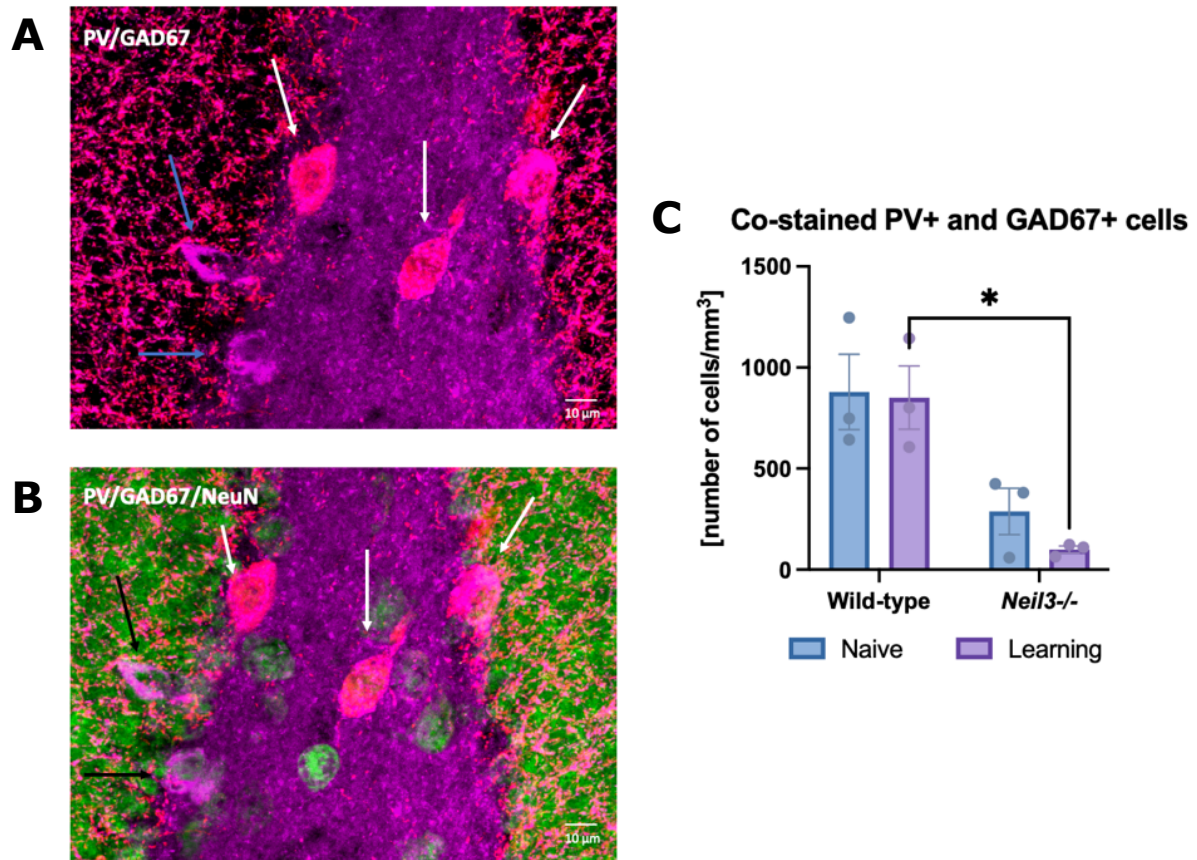 A
PV/GAD67
10 μm
B
PV/GAD67/NeuN
10 μm
C
Co-stained PV+ and GAD67+ cells
[number of cells/mm³]
1500
1000
500
0
*
Wild-type
Neil3-/-
Naive
Learning